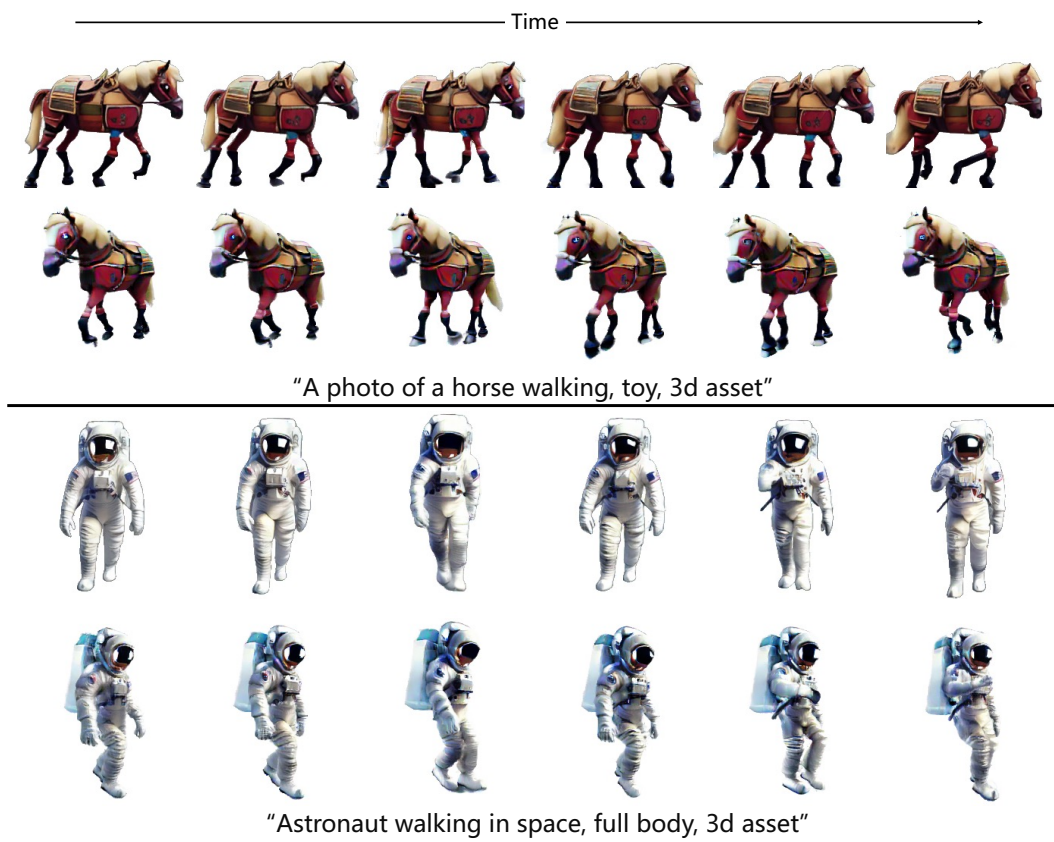 Time
“A photo of a horse walking, toy, 3d asset”
“Astronaut walking in space, full body, 3d asset”